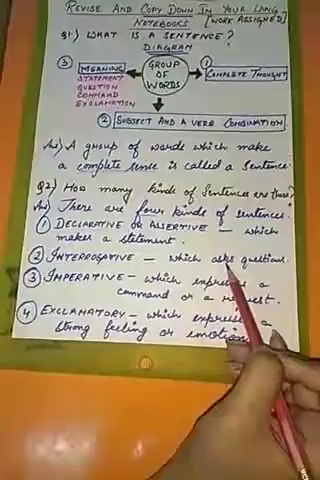 REVISE AND COPY DOWN IN YOUR LANG.
NOTEBOOKS [WORK ASSIGNED]
Q1) WHAT IS A SENTENCE?
DIAGRAM
③ MEANING
STATEMENT
QUESTION
COMMAND
EXCLAMATION
GROUP
OF
WORDS
① COMPLETE THOUGHT
② SUBJECT AND A VERB COMBINATION
Ans) A group of words which make
a complete sense is called a Sentence.
Q2) How many kind of Sentences are there?
Ans) There are four kinds of sentences.
① DECLARATIVE OR ASSERTIVE – which
makes a statement.
② INTERROGATIVE – which asks questions.
③ IMPERATIVE – which expresses a
command or a request.
④ EXCLAMATORY – which expresses a
strong feeling or emotion